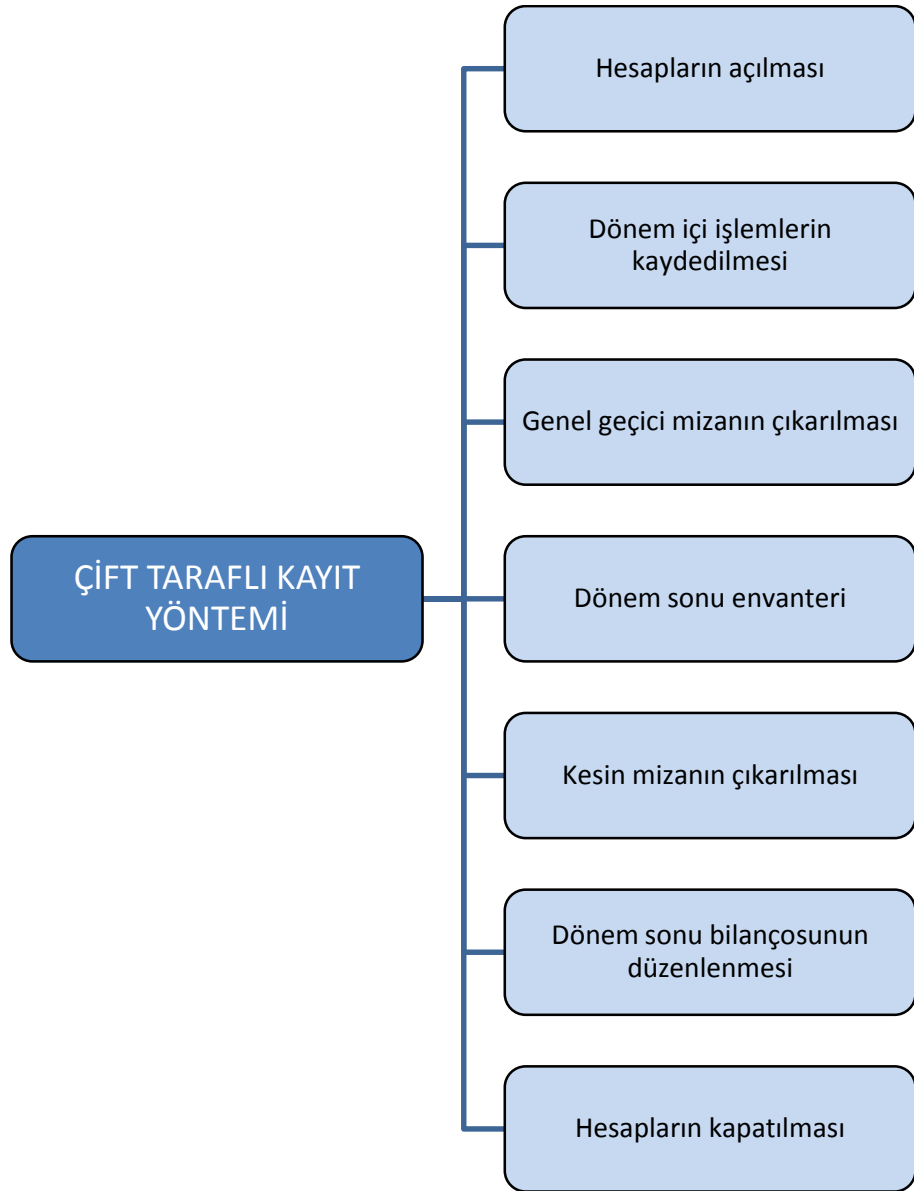 Hesapların açılması
Dönem içi işlemlerin
kaydedilmesi
Genel geçici mizanın çıkarılması
ÇİFT TARAFLI KAYIT
YÖNTEMİ
Dönem sonu envanteri
Kesin mizanın çıkarılması
Dönem sonu bilançosunun
düzenlenmesi
Hesapların kapatılması